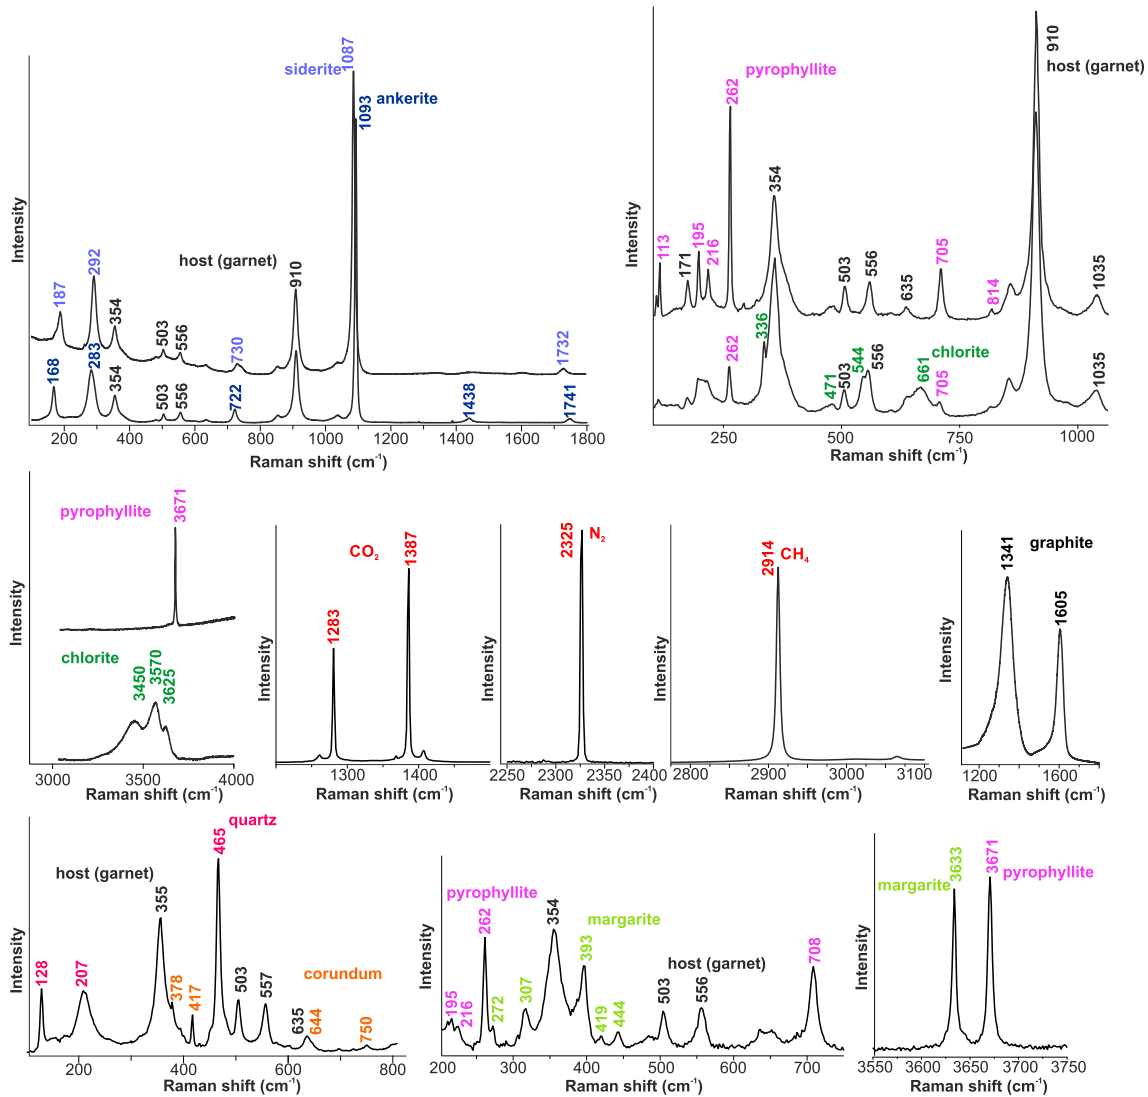 siderite
1087
1093
ankerite
187
292
354
503
556
730
host (garnet)
910
1732
168
283
354
503
556
722
1438
1741
Intensity
200 400 600 800 1000 1200 1400 1600 1800
Raman shift (cm-1)
pyrophyllite
262
910
host (garnet)
113
171
195
216
354
503
556
635
705
814
1035
262
336
471
503
544
556
661
chlorite
705
1035
Intensity
250 500 750 1000
Raman shift (cm-1)
pyrophyllite
3671
chlorite
3450
3570
3625
Intensity
3000 3500 4000
Raman shift (cm-1)
CO2
1283
1387
Intensity
1300 1400
Raman shift (cm-1)
2325
N2
Intensity
2250 2300 2350 2400
Raman shift (cm-1)
2914
CH4
Intensity
2800 2900 3000 3100
Raman shift (cm-1)
graphite
1341
1605
Intensity
1200 1400 1600
Raman shift (cm-1)
quartz
465
host (garnet)
128
207
355
378
417
503
557
corundum
635
644
750
Intensity
200 400 600 800
Raman shift (cm-1)
pyrophyllite
262
354
margarite
195
216
272
307
393
419
444
host (garnet)
503
556
708
Intensity
200 300 400 500 600 700
Raman shift (cm-1)
margarite
3633
3671
pyrophyllite
Intensity
3550 3600 3650 3700 3750
Raman shift (cm-1)